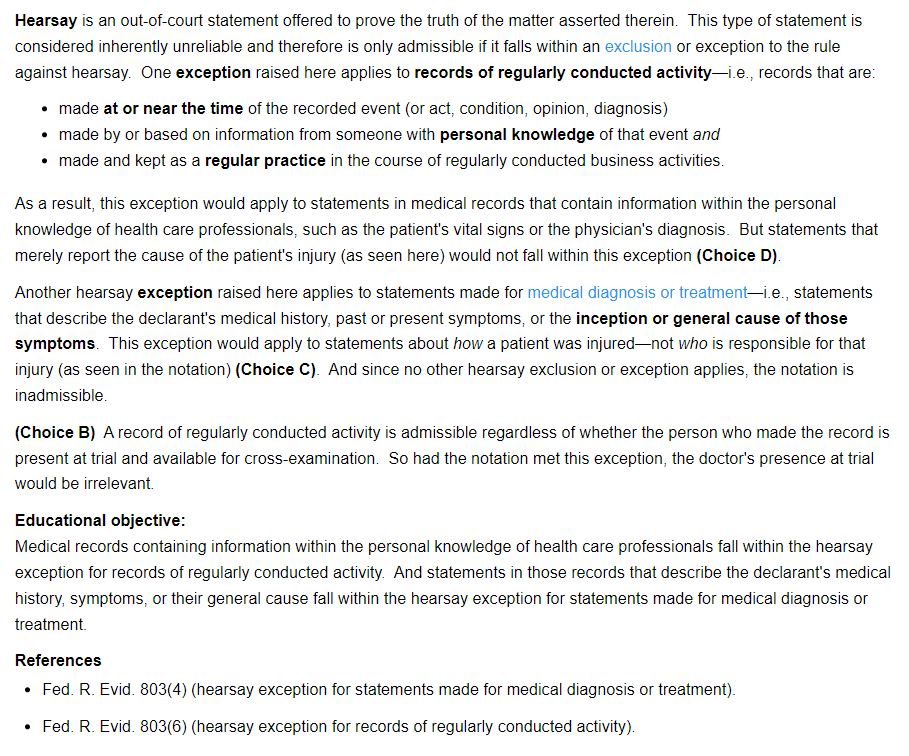 Hearsay is an out-of-court statement offered to prove the truth of the matter asserted therein. This type of statement is
considered inherently unreliable and therefore is only admissible if it falls within an exclusion or exception to the rule
against hearsay. One exception raised here applies to records of regularly conducted activity—i.e., records that are:
• made at or near the time of the recorded event (or act, condition, opinion, diagnosis)
• made by or based on information from someone with personal knowledge of that event and
• made and kept as a regular practice in the course of regularly conducted business activities.
As a result, this exception would apply to statements in medical records that contain information within the personal
knowledge of health care professionals, such as the patient's vital signs or the physician's diagnosis. But statements that
merely report the cause of the patient's injury (as seen here) would not fall within this exception (Choice D).
Another hearsay exception raised here applies to statements made for medical diagnosis or treatment—i.e., statements
that describe the declarant's medical history, past or present symptoms, or the inception or general cause of those
symptoms. This exception would apply to statements about how a patient was injured—not who is responsible for that
injury (as seen in the notation) (Choice C). And since no other hearsay exclusion or exception applies, the notation is
inadmissible.
(Choice B) A record of regularly conducted activity is admissible regardless of whether the person who made the record is
present at trial and available for cross-examination. So had the notation met this exception, the doctor's presence at trial
would be irrelevant.
Educational objective:
Medical records containing information within the personal knowledge of health care professionals fall within the hearsay
exception for records of regularly conducted activity. And statements in those records that describe the declarant's medical
history, symptoms, or their general cause fall within the hearsay exception for statements made for medical diagnosis or
treatment.
References
• Fed. R. Evid. 803(4) (hearsay exception for statements made for medical diagnosis or treatment).
• Fed. R. Evid. 803(6) (hearsay exception for records of regularly conducted activity).